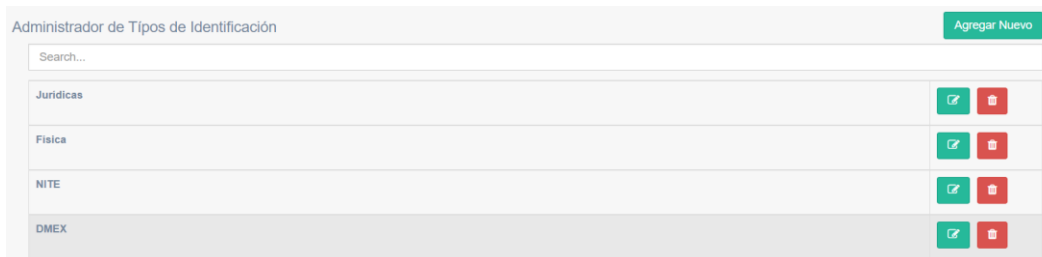 Administrador de Típos de Identificación
Agregar Nuevo
Search...
Juridicas
Fisica
NITE
DMEX